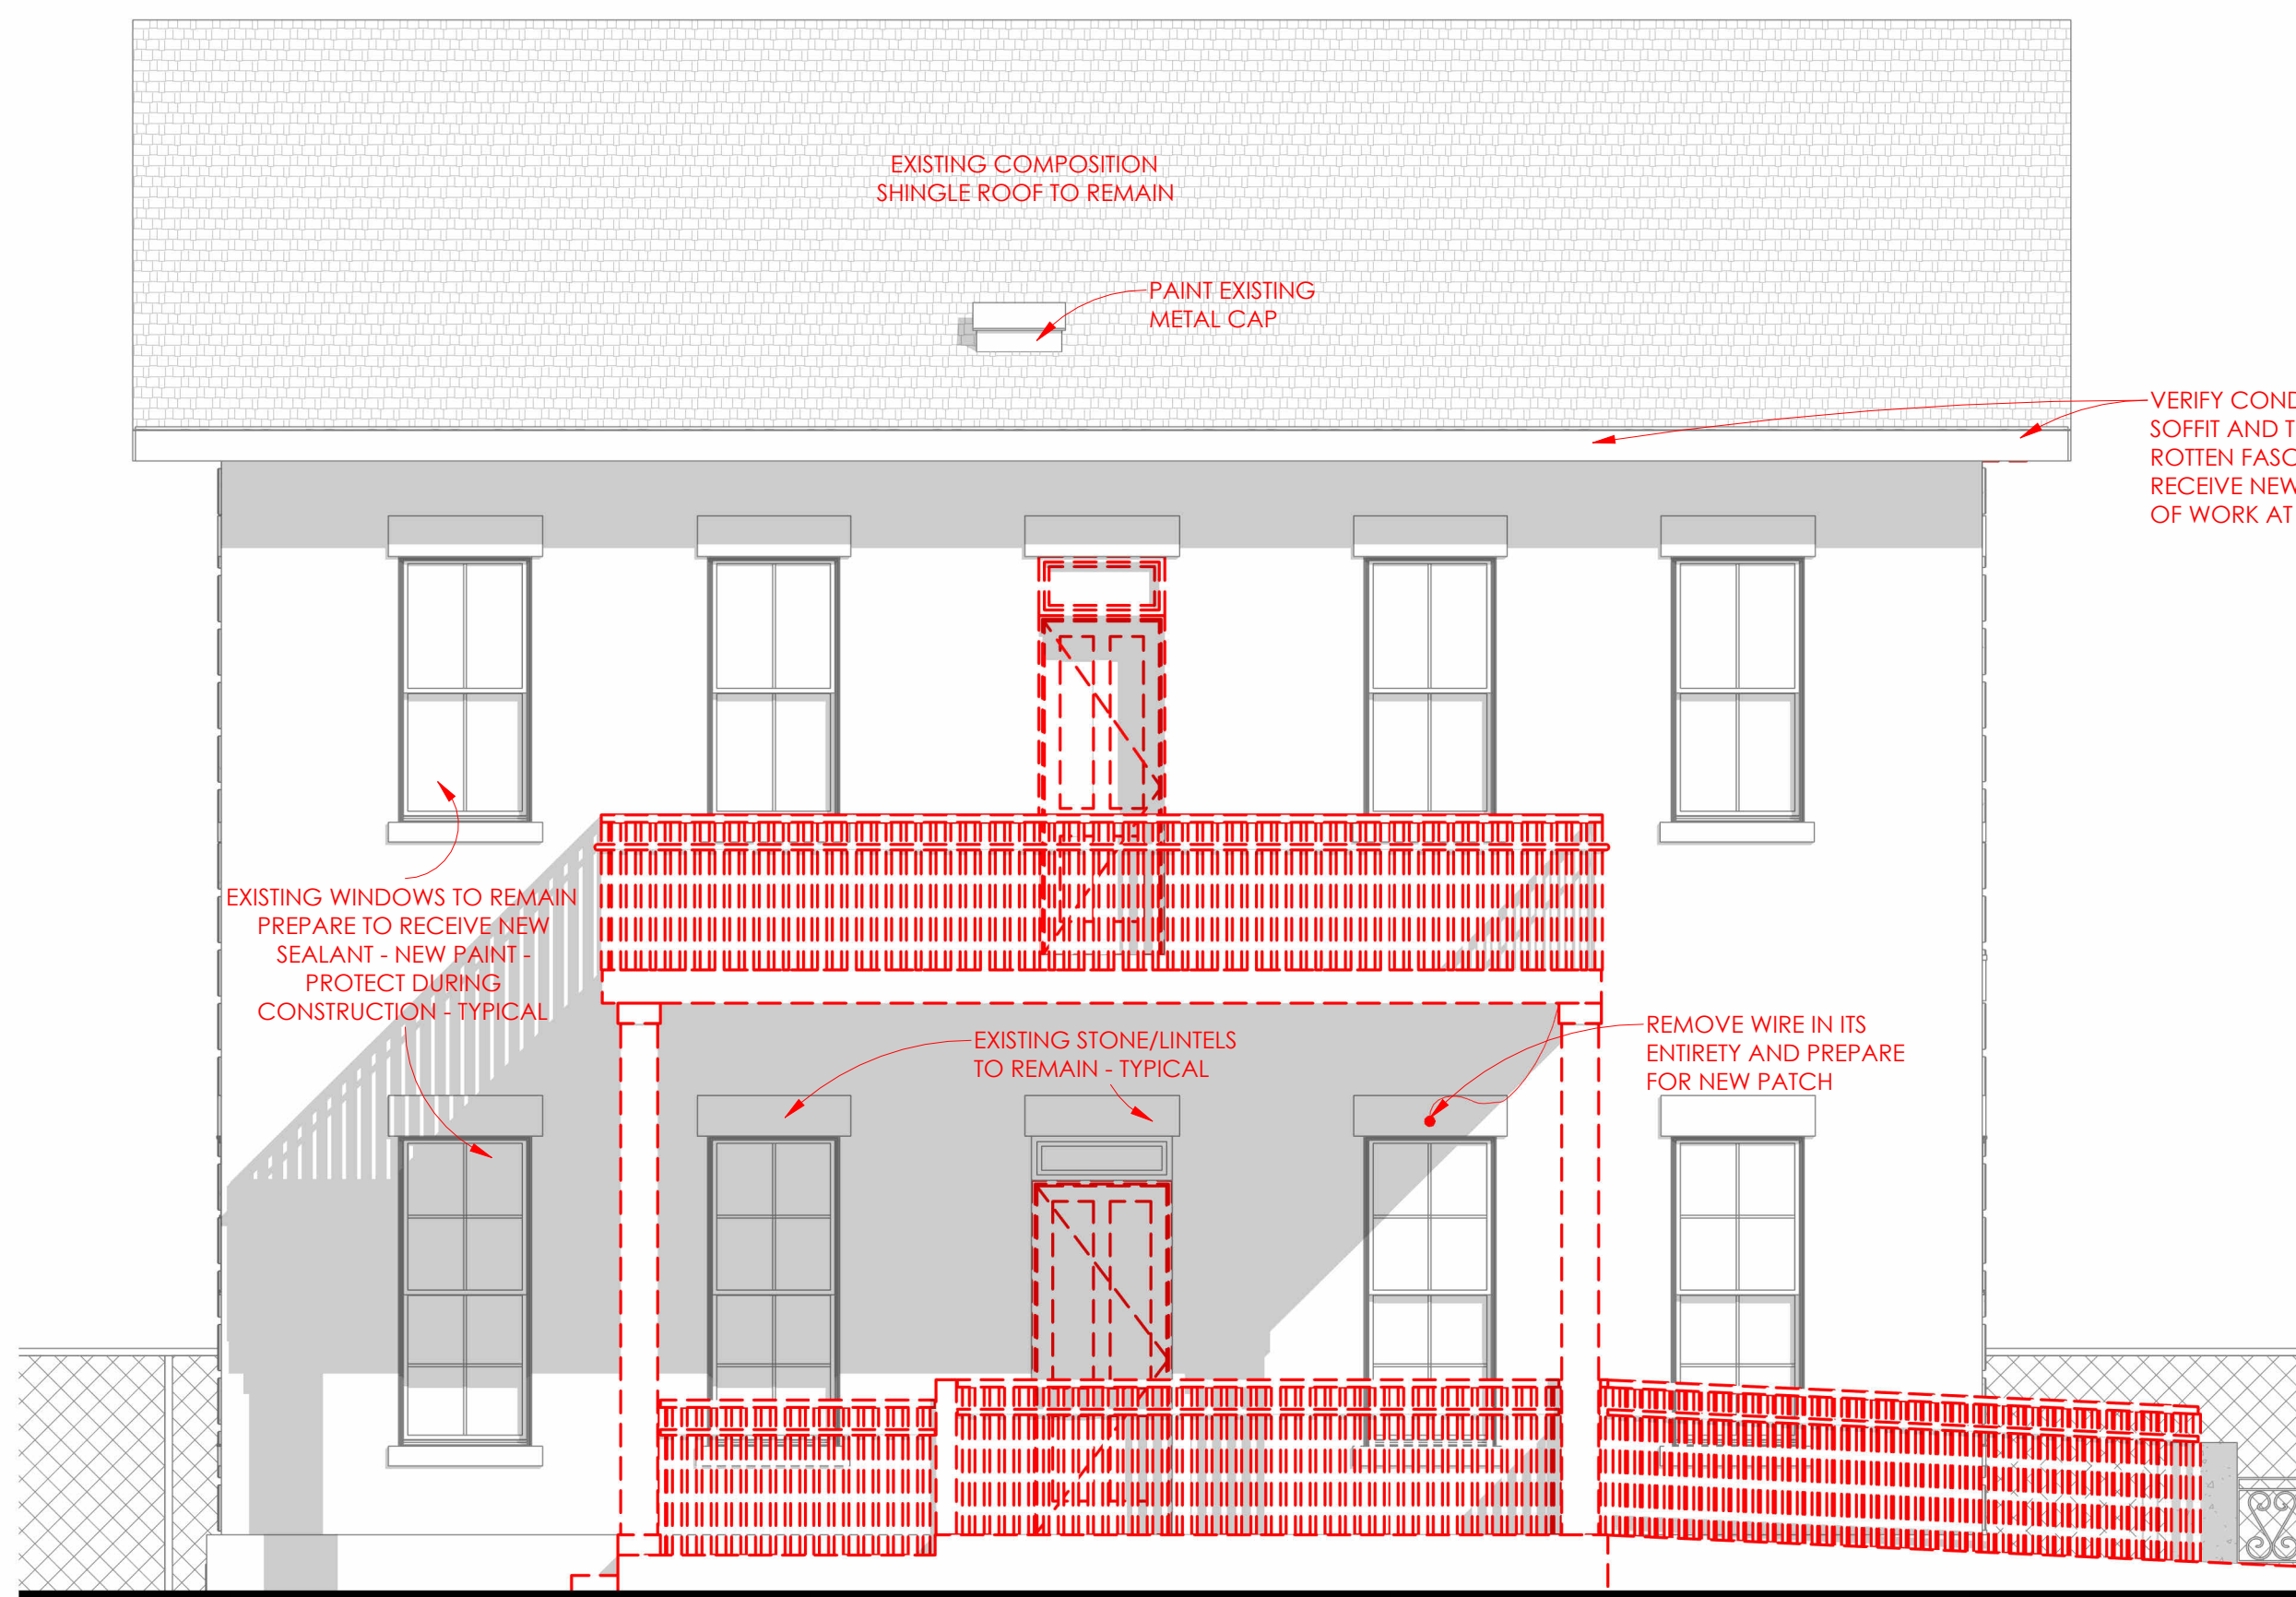 EXISTING COMPOSITION
SHINGLE ROOF TO REMAIN
PAINT EXISTING
METAL CAP
VERIFY
SOFFIT AND
ROTTEN
RECEIVE NEW
OF WORK AT
EXISTING WINDOWS TO REMAIN
PREPARE TO RECEIVE NEW
SEALANT - NEW PAINT -
PROTECT DURING
CONSTRUCTION - TYPICAL
EXISTING STONE/LINTELS
TO REMAIN - TYPICAL
REMOVE WIRE IN ITS
ENTIRETY AND PREPARE
FOR NEW PATCH